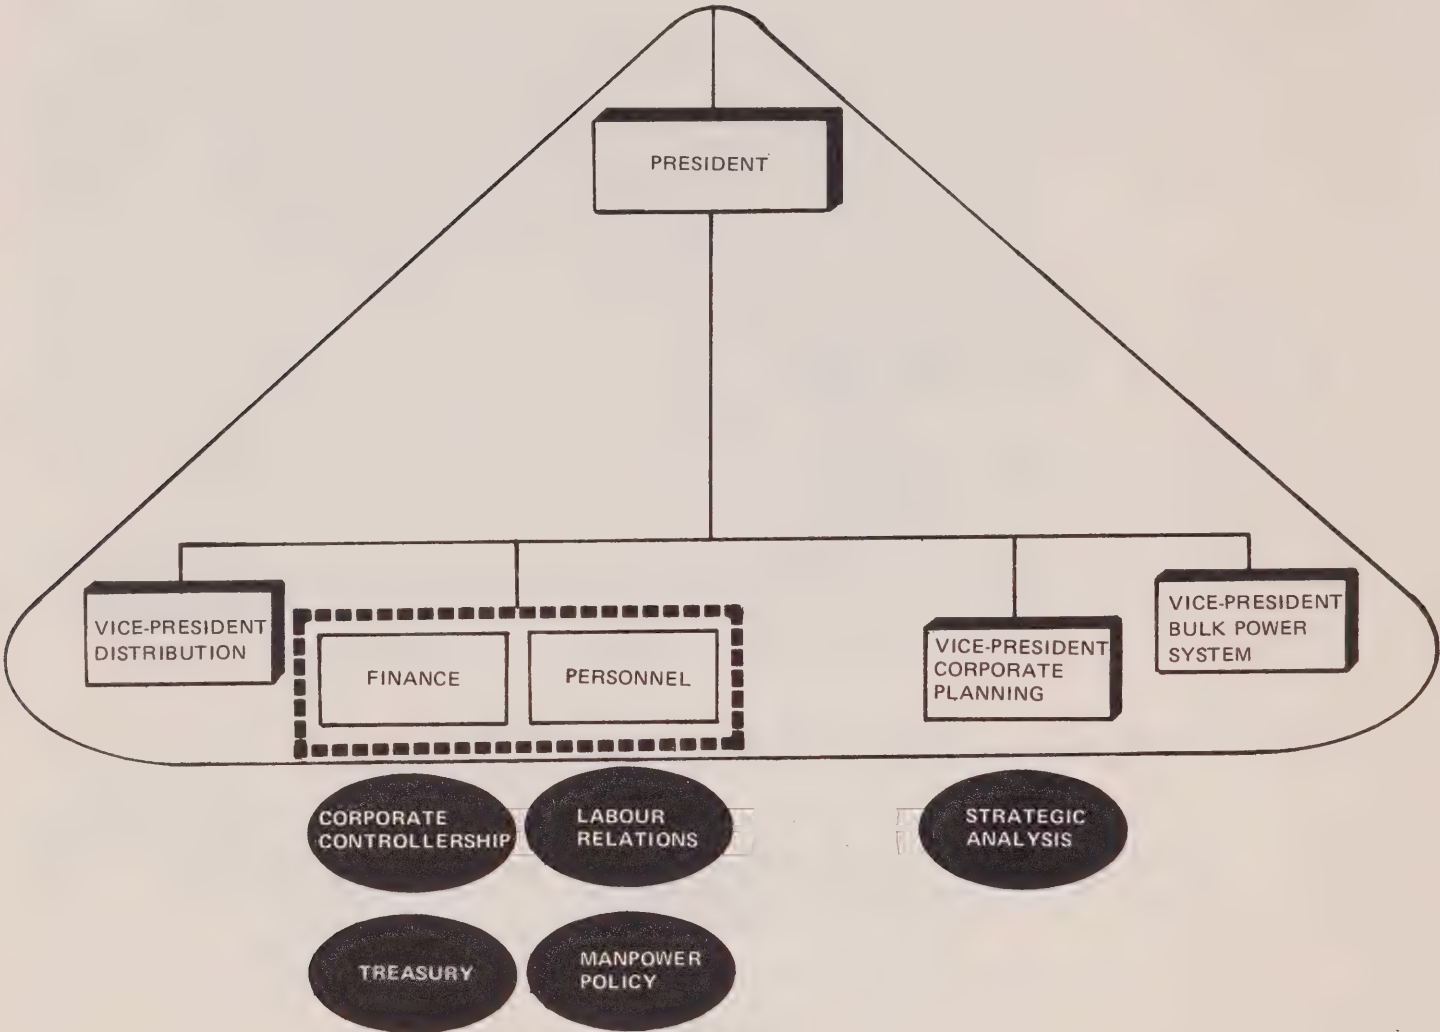 PRESIDENT
VICE-PRESIDENT
DISTRIBUTION
FINANCE
PERSONNEL
VICE-PRESIDENT
CORPORATE
PLANNING
VICE-PRESIDENT
BULK POWER
SYSTEM
CORPORATE
CONTROLLERSHIP
LABOUR
RELATIONS
STRATEGIC
ANALYSIS
TREASURY
MANPOWER
POLICY